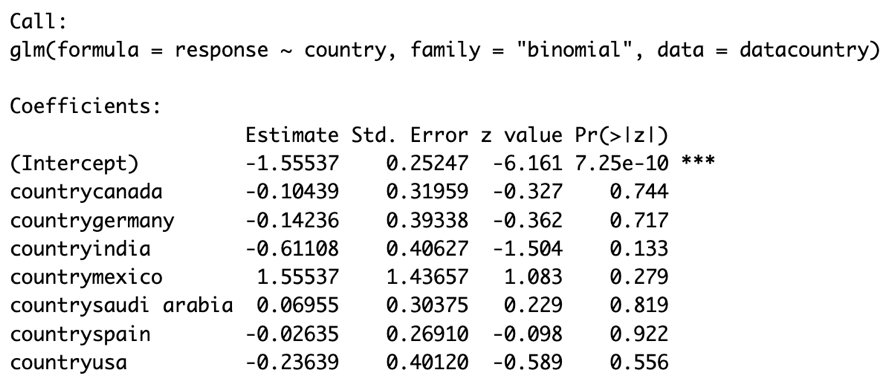 Call:
glm(formula = response ~ country, family = "binomial", data = datacountry)
Coefficients:
Estimate Std. Error z value Pr(>|z|)
(Intercept) -1.55537 0.25247 -6.161 7.25e-10 ***
countrycanada -0.10439 0.31959 -0.327 0.744
countrygermany -0.14236 0.39338 -0.362 0.717
countryindia -0.61108 0.40627 -1.504 0.133
countrymexico 1.55537 1.43657 1.083 0.279
countrysaudi arabia 0.06955 0.30375 0.229 0.819
countryspain -0.02635 0.26910 -0.098 0.922
countryusa -0.23639 0.40120 -0.589 0.556